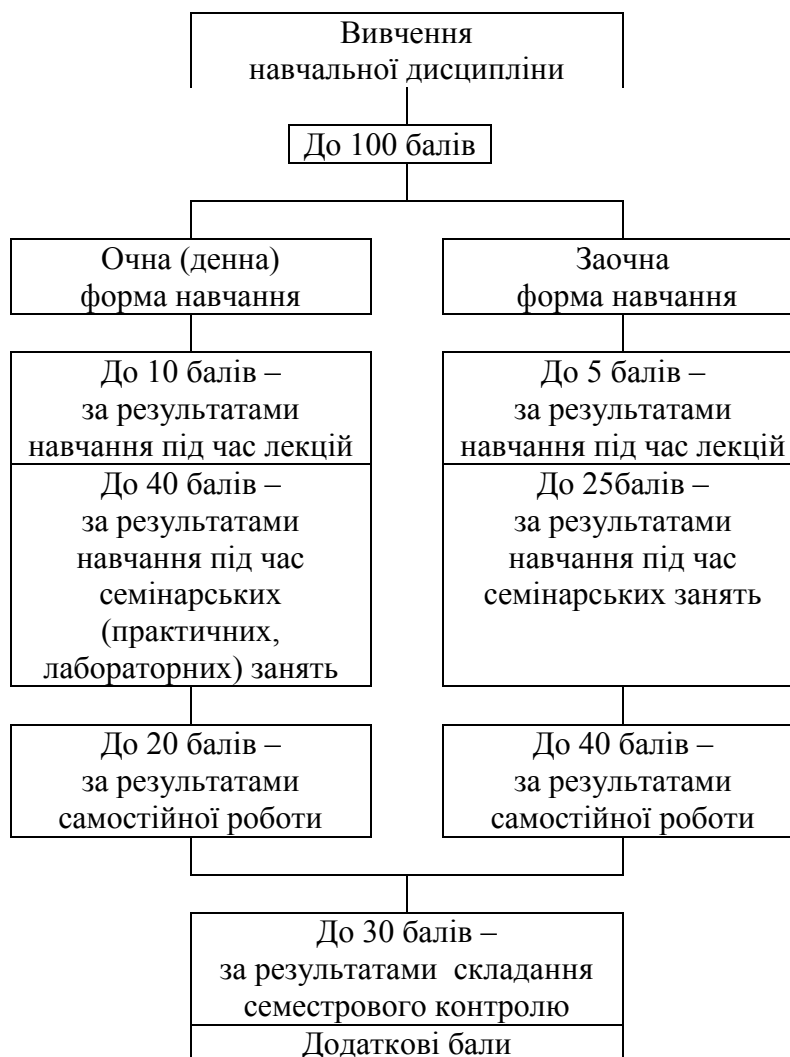 Вивчення
навчальної дисципліни
До 100 балів
Очна (денна)
форма навчання
Заочна
форма навчання
До 10 балів –
за результатами
навчання під час лекцій
До 40 балів –
за результатами
навчання під час
семінарських
(практичних,
лабораторних) занять
До 5 балів –
за результатами
навчання під час лекцій
До 25балів –
за результатами
навчання під час
семінарських занять
До 20 балів –
за результатами
самостійної роботи
До 40 балів –
за результатами
самостійної роботи
До 30 балів –
за результатами складання
семестрового контролю
Додаткові бали